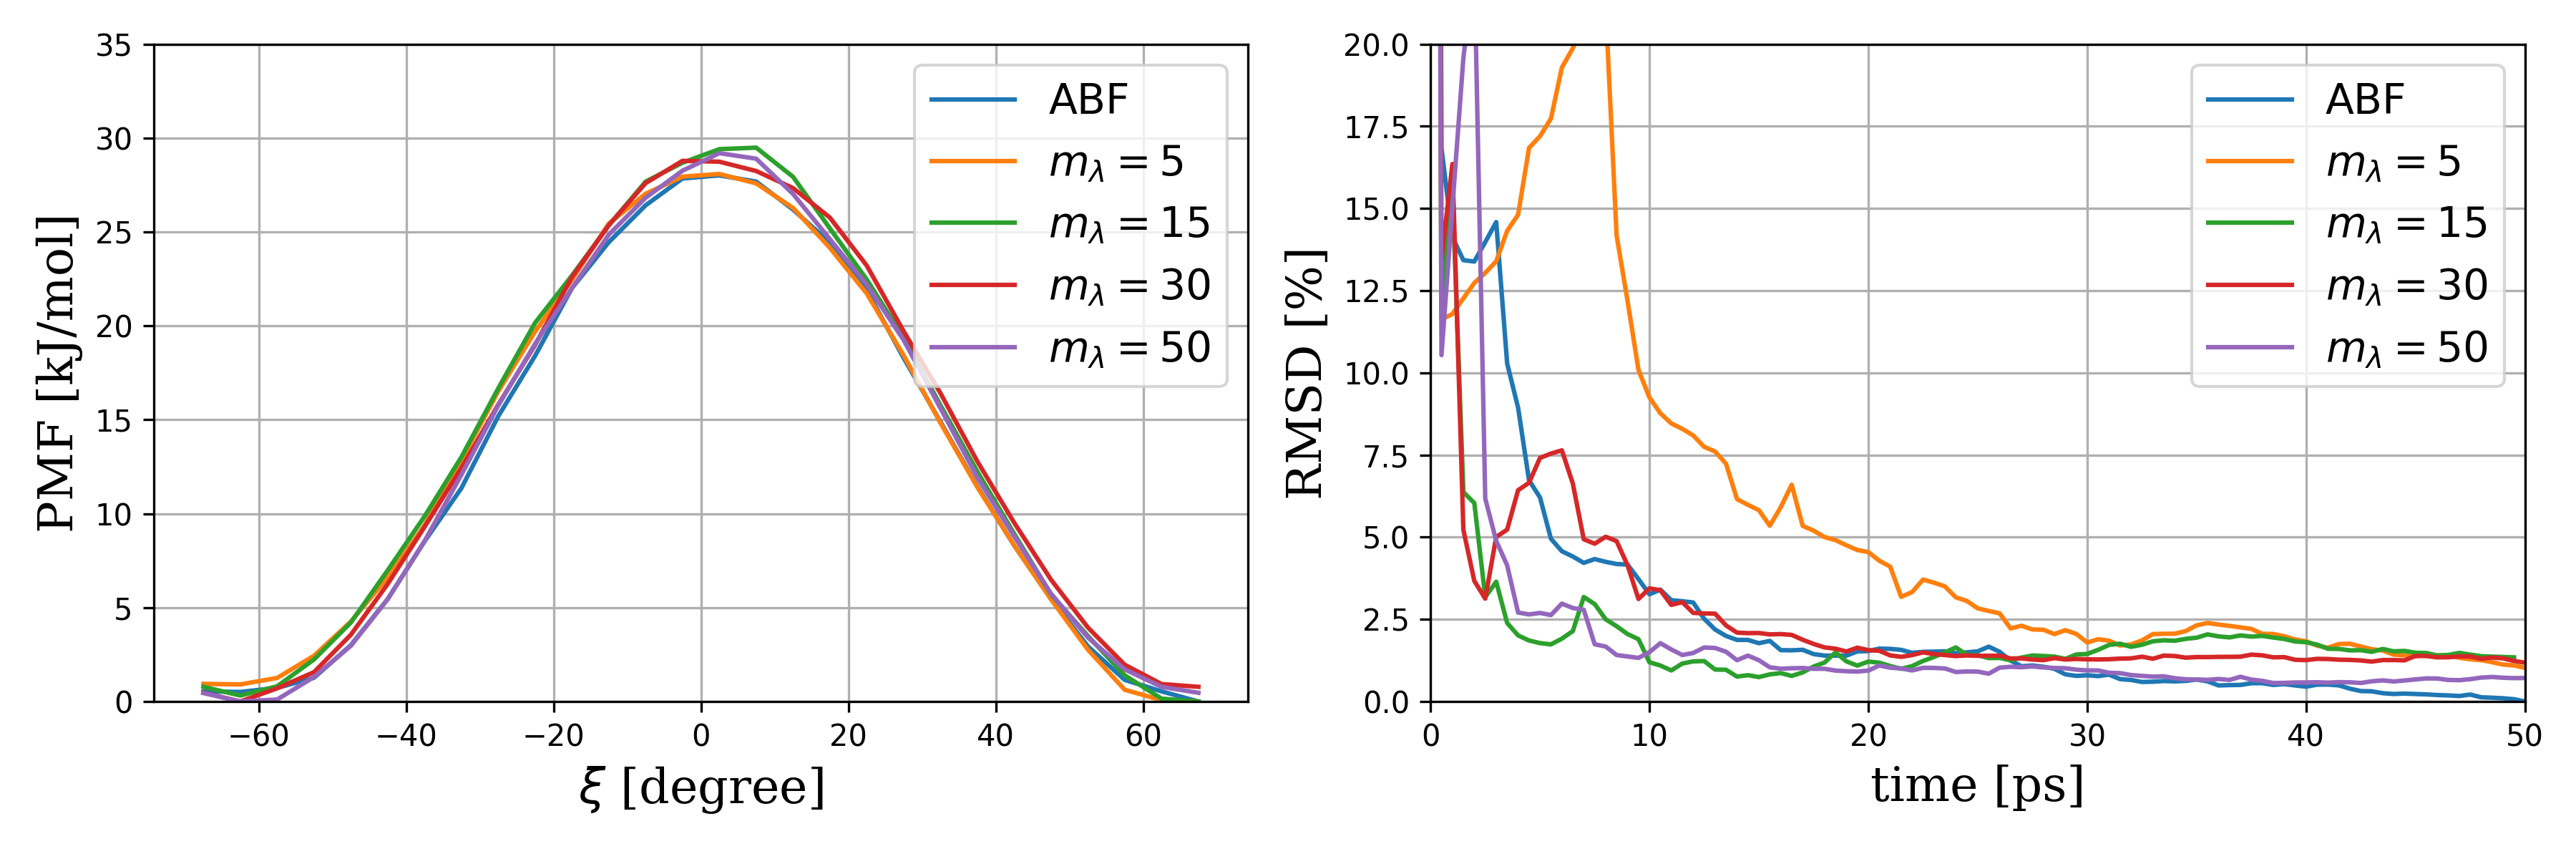 35
30
25
20
15
10
5
0
PMF [kJ/mol]
−60
−40
−20
0
20
40
60
ξ [degree]
ABF
m_λ = 5
m_λ = 15
m_λ = 30
m_λ = 50
20.0
17.5
15.0
12.5
10.0
7.5
5.0
2.5
0.0
RMSD [%]
0
10
20
30
40
50
time [ps]
ABF
m_λ = 5
m_λ = 15
m_λ = 30
m_λ = 50